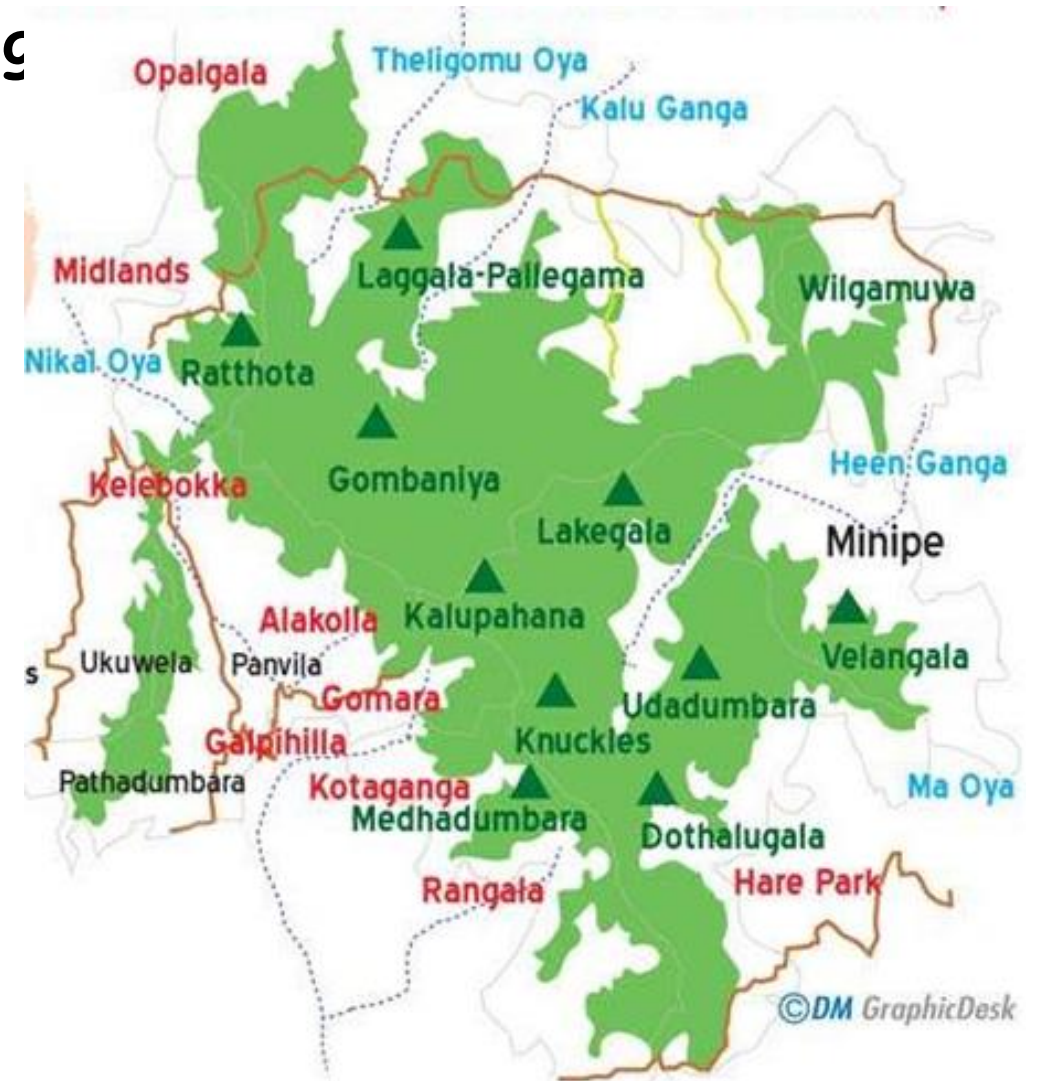 g
Opalgala
Theligomu Oya
Kalu Ganga
Midlands
Laggala-Pallegama
Wilgamuwa
Nikal Oya
Ratthota
Kelebokka
Gombaniya
Heen Ganga
Lakegala
Minipe
Alakolla
Kalupahana
s
Ukuwela
Panvila
Velangala
Gomara
Udadumbara
Galpihilla
Knuckles
Pathadumbara
Kotaganga
Ma Oya
Medhadumbara
Dothalugala
Rangala
Hare Park
©DM GraphicDesk